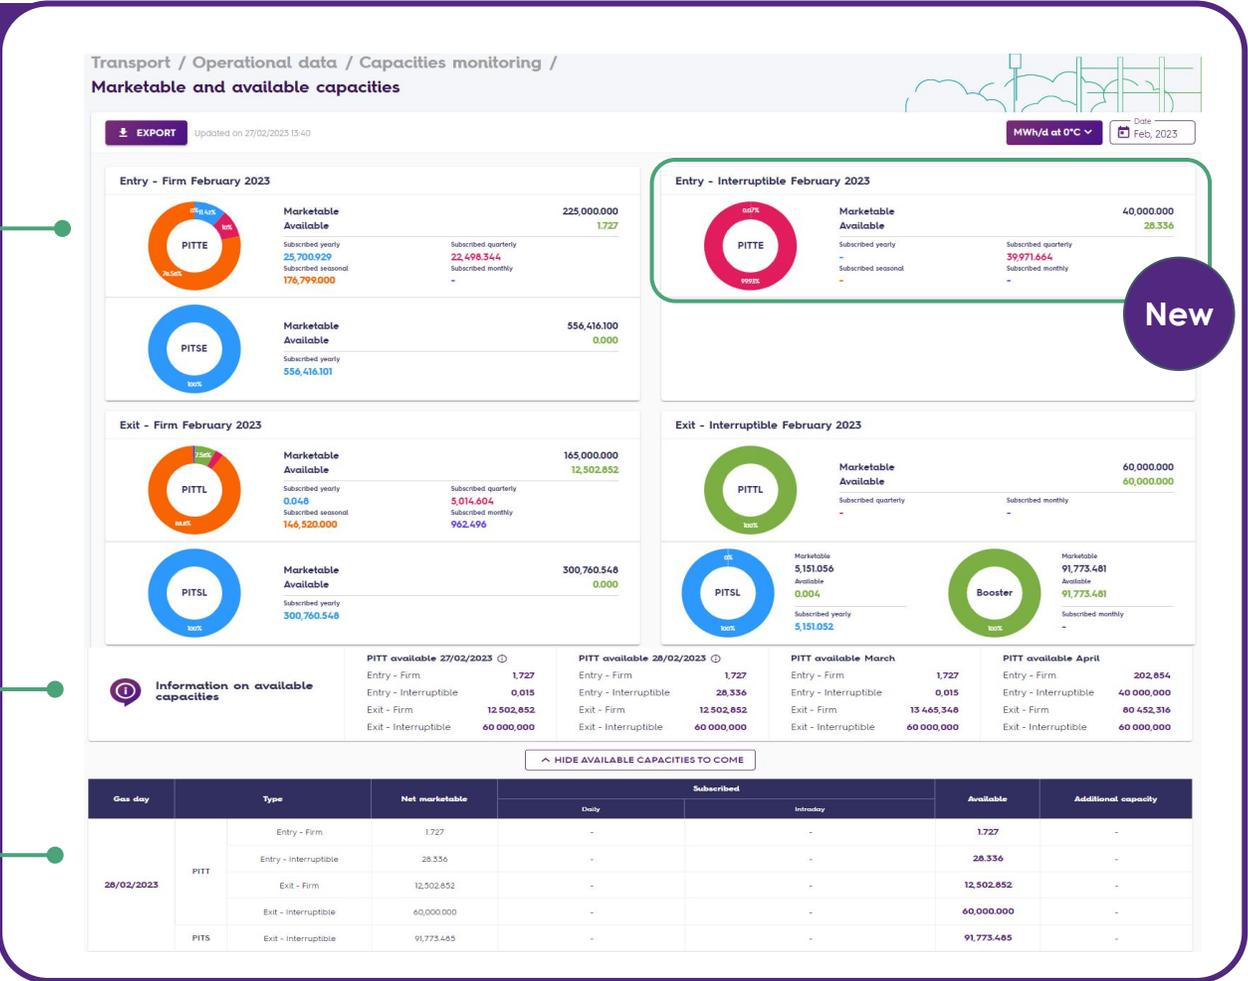 Transport / Operational data / Capacities monitoring /
Marketable and available capacities
EXPORT Updated on 27/02/2023 13:40
MWh/d at 0°C
Date
Feb, 2023
Entry - Firm February 2023
0% 11.42%
10%
PITTE
78.58%
Marketable 225,000.000
Available 1.727
Subscribed yearly Subscribed quarterly
25,700.929 22,498.344
Subscribed seasonal Subscribed monthly
176,799.000 -
PITSE
100%
Marketable 556,416.100
Available 0.000
Subscribed yearly
556,416.101
Entry - Interruptible February 2023
0.07%
PITTE
99.93%
Marketable 40,000.000
Available 28.336
Subscribed yearly Subscribed quarterly
- 39,971.664
Subscribed seasonal Subscribed monthly
- -
New
Exit - Firm February 2023
7.58%
PITTL
88.8%
Marketable 165,000.000
Available 12,502.852
Subscribed yearly Subscribed quarterly
0.048 5,014.604
Subscribed seasonal Subscribed monthly
146,520.000 962.496
PITSL
100%
Marketable 300,760.548
Available 0.000
Subscribed yearly
300,760.548
Exit - Interruptible February 2023
PITTL
100%
Marketable 60,000.000
Available 60,000.000
Subscribed quarterly Subscribed monthly
- -
0%
PITSL
100%
Marketable
5,151.056
Available
0.004
Subscribed yearly
5,151.052
Booster
100%
Marketable
91,773.481
Available
91,773.481
Subscribed monthly
-
Information on available
capacities
PITT available 27/02/2023
Entry - Firm 1,727
Entry - Interruptible 0,015
Exit - Firm 12 502,852
Exit - Interruptible 60 000,000
PITT available 28/02/2023
Entry - Firm 1,727
Entry - Interruptible 28,336
Exit - Firm 12 502,852
Exit - Interruptible 60 000,000
PITT available March
Entry - Firm 1,727
Entry - Interruptible 0,015
Exit - Firm 13 465,348
Exit - Interruptible 60 000,000
PITT available April
Entry - Firm 202,854
Entry - Interruptible 40 000,000
Exit - Firm 80 452,316
Exit - Interruptible 60 000,000
HIDE AVAILABLE CAPACITIES TO COME
Gas day Type Net marketable Subscribed Available Additional capacity
Daily Intraday
28/02/2023
PITT
Entry - Firm 1.727 - - 1.727 -
Entry - Interruptible 28.336 - - 28.336 -
Exit - Firm 12,502.852 - - 12,502.852 -
Exit - Interruptible 60,000.000 - - 60,000.000 -
PITS Exit - Interruptible 91,773.485 - - 91,773.485 -